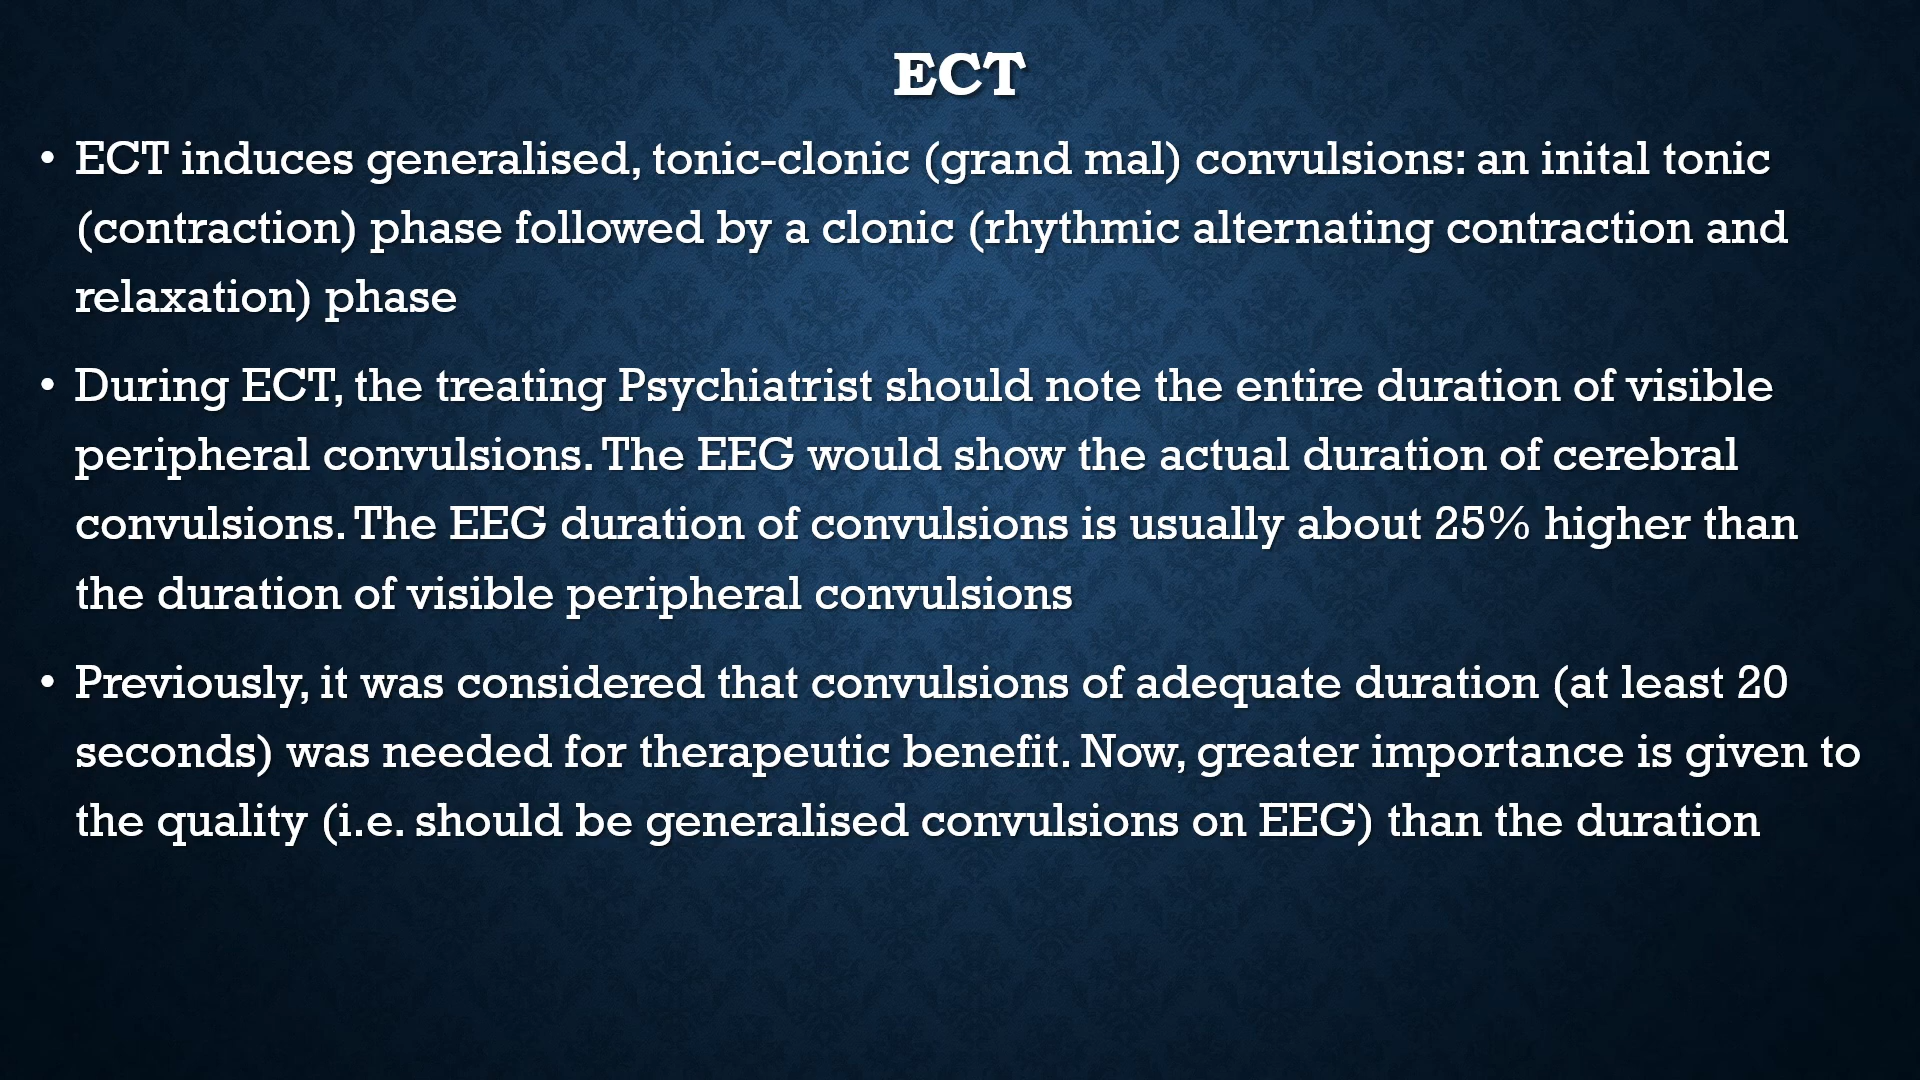 ECT
• ECT induces generalised, tonic-clonic (grand mal) convulsions: an inital tonic
(contraction) phase followed by a clonic (rhythmic alternating contraction and
relaxation) phase
• During ECT, the treating Psychiatrist should note the entire duration of visible
peripheral convulsions. The EEG would show the actual duration of cerebral
convulsions. The EEG duration of convulsions is usually about 25% higher than
the duration of visible peripheral convulsions
• Previously, it was considered that convulsions of adequate duration (at least 20
seconds) was needed for therapeutic benefit. Now, greater importance is given to
the quality (i.e. should be generalised convulsions on EEG) than the duration